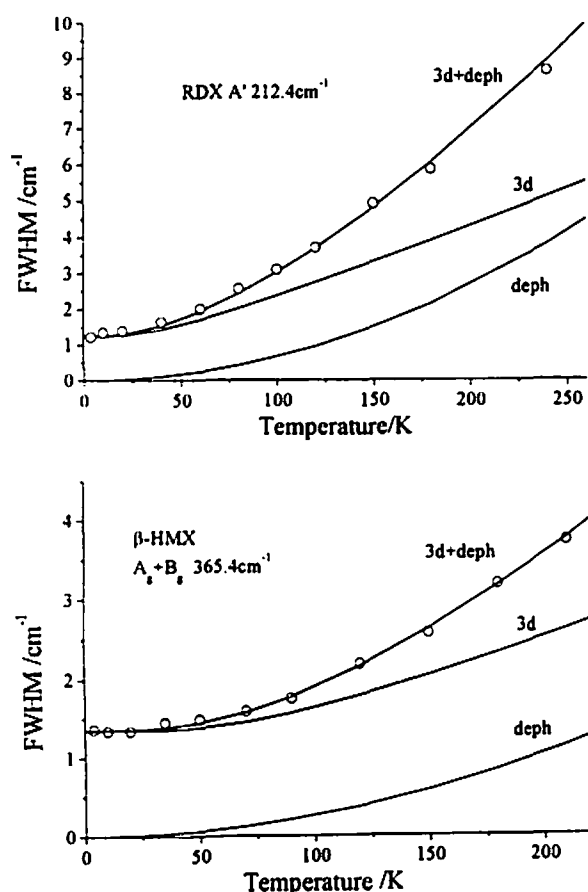 10
9
8
7
6
5
4
3
2
1
0
FWHM/cm⁻¹
RDX A' 212.4cm⁻¹
3d+deph
3d
deph
0 50 100 150 200 250
Temperature/K
4
3
2
1
0
FWHM /cm⁻¹
β-HMX
A_g+B_g 365.4cm⁻¹
3d+deph
3d
deph
0 50 100 150 200
Temperature /K